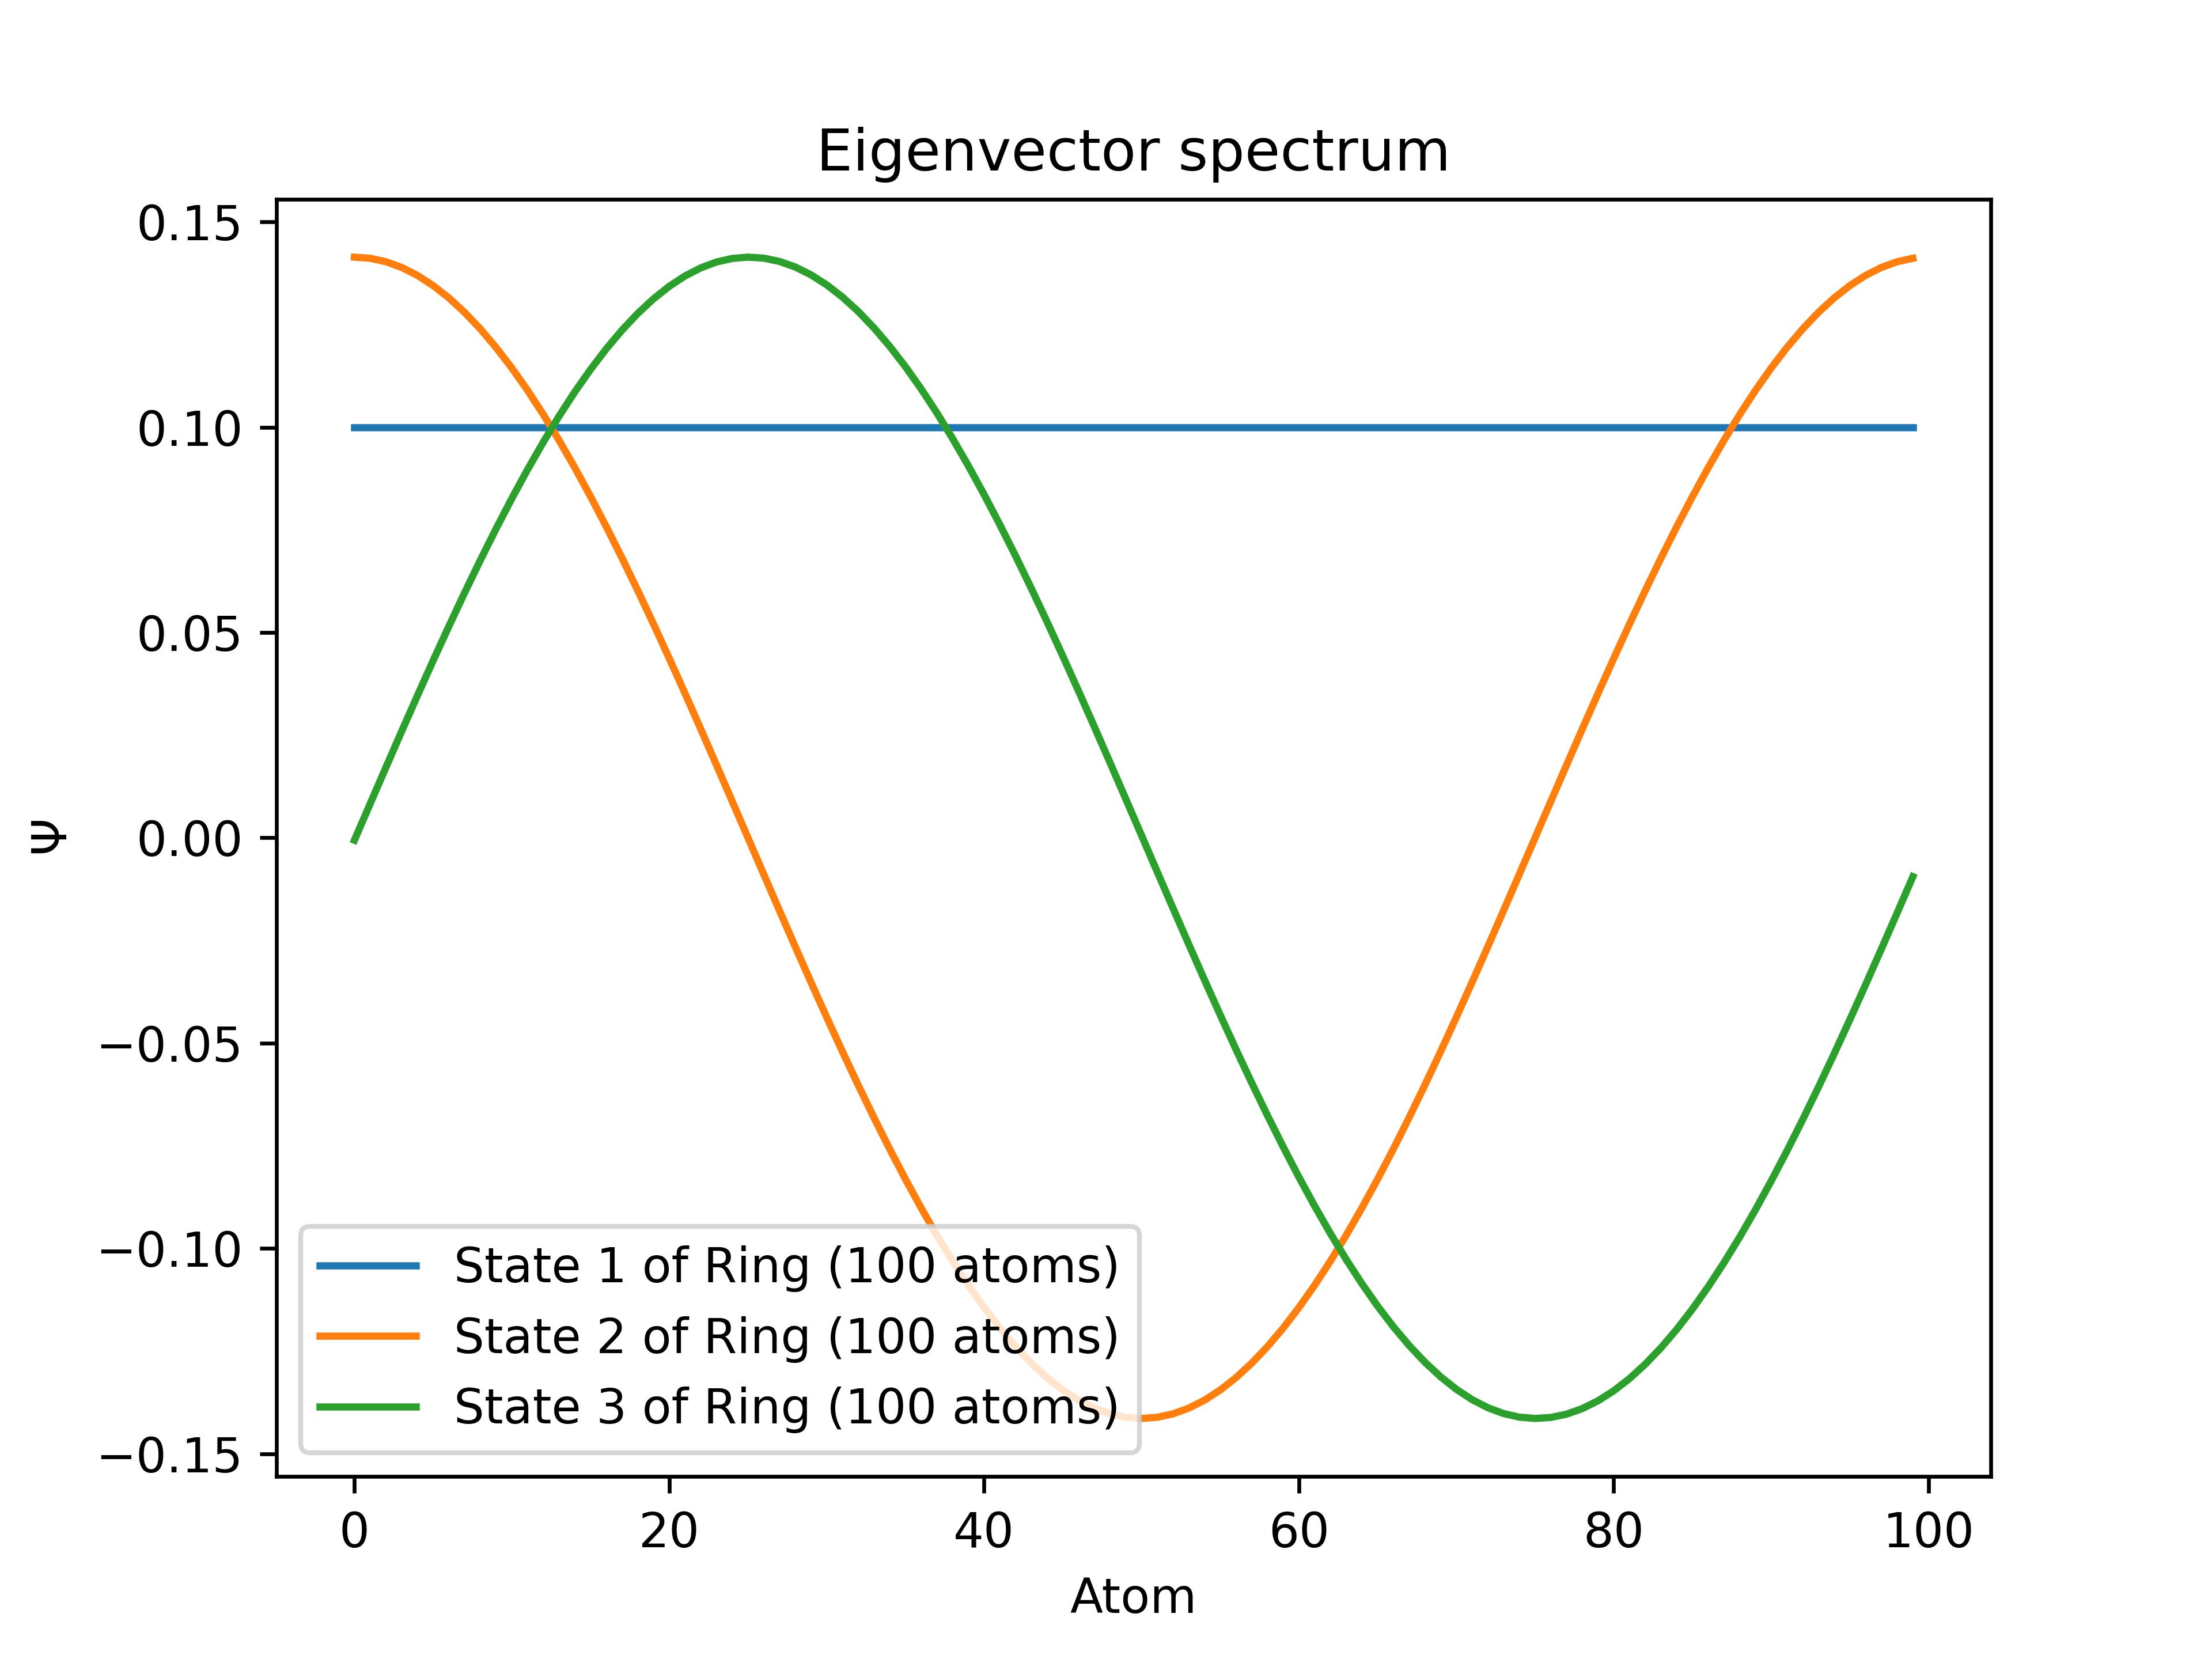 Eigenvector spectrum
0.15
0.10
0.05
0.00
−0.05
−0.10
−0.15
Ψ
State 1 of Ring (100 atoms)
State 2 of Ring (100 atoms)
State 3 of Ring (100 atoms)
0 20 40 60 80 100
Atom